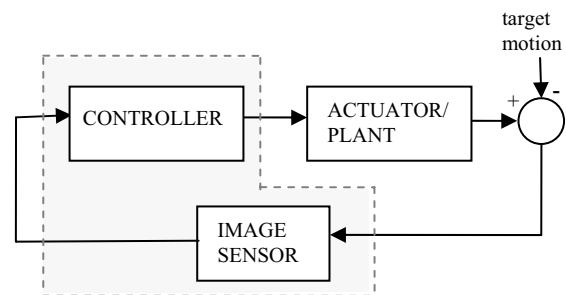 target
motion
CONTROLLER
ACTUATOR/
PLANT
+
-
IMAGE
SENSOR